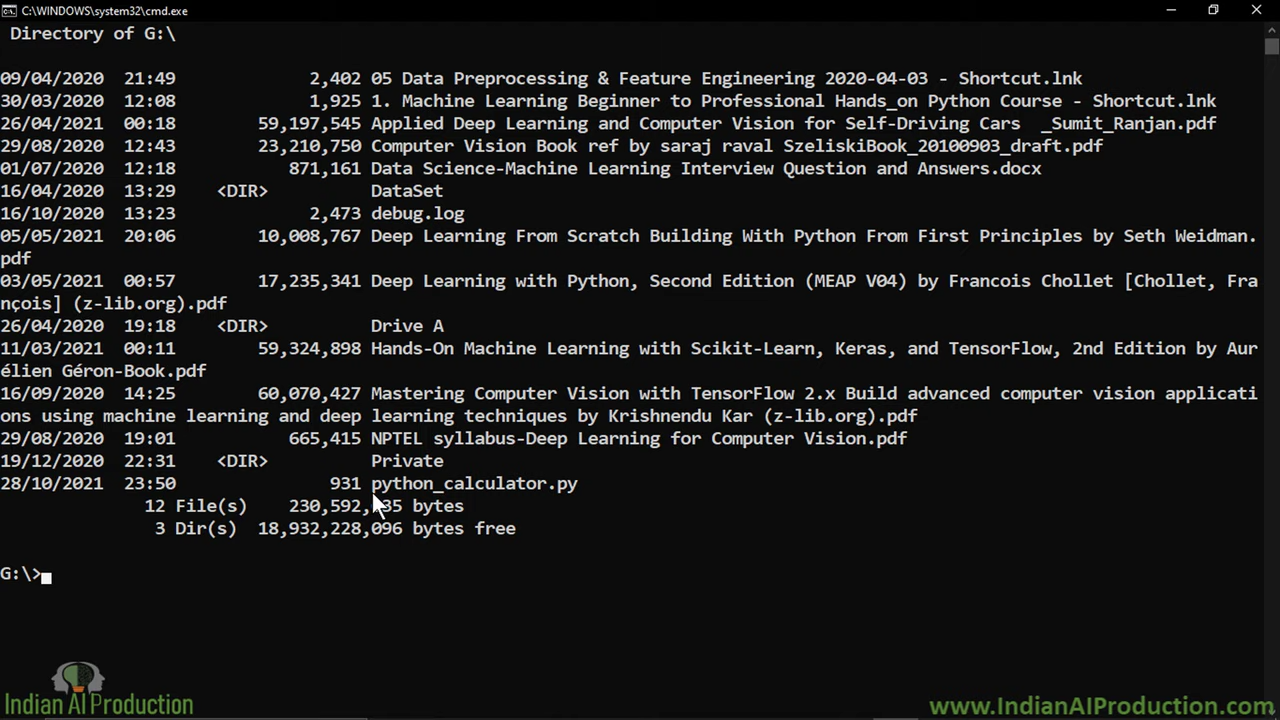 C:\WINDOWS\system32\cmd.exe
Directory of G:\
09/04/2020 21:49 2,402 05 Data Preprocessing & Feature Engineering 2020-04-03 - Shortcut.lnk
30/03/2020 12:08 1,925 1. Machine Learning Beginner to Professional Hands_on Python Course - Shortcut.lnk
26/04/2021 00:18 59,197,545 Applied Deep Learning and Computer Vision for Self-Driving Cars _Sumit_Ranjan.pdf
29/08/2020 12:43 23,210,750 Computer Vision Book ref by saraj raval SzeliskiBook_20100903_draft.pdf
01/07/2020 12:18 871,161 Data Science-Machine Learning Interview Question and Answers.docx
16/04/2020 13:29 <DIR> DataSet
16/10/2020 13:23 2,473 debug.log
05/05/2021 20:06 10,008,767 Deep Learning From Scratch Building With Python From First Principles by Seth Weidman.
pdf
03/05/2021 00:57 17,235,341 Deep Learning with Python, Second Edition (MEAP V04) by Francois Chollet [Chollet, Fra
nçois] (z-lib.org).pdf
26/04/2020 19:18 <DIR> Drive A
11/03/2021 00:11 59,324,898 Hands-On Machine Learning with Scikit-Learn, Keras, and TensorFlow, 2nd Edition by Aur
élien Géron-Book.pdf
16/09/2020 14:25 60,070,427 Mastering Computer Vision with TensorFlow 2.x Build advanced computer vision applicati
ons using machine learning and deep learning techniques by Krishnendu Kar (z-lib.org).pdf
29/08/2020 19:01 665,415 NPTEL syllabus-Deep Learning for Computer Vision.pdf
19/12/2020 22:31 <DIR> Private
28/10/2021 23:50 931 python_calculator.py
12 File(s) bytes
3 Dir(s) 18,932,228,096 bytes free
G:\>
Indian AI Production
www.IndianAIProduction.com